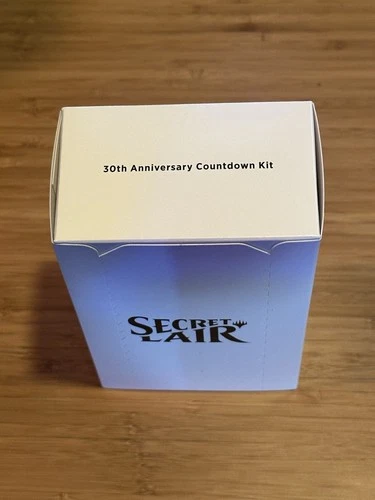 30th Anniversary Countdown Kit
SECRET
LAIR